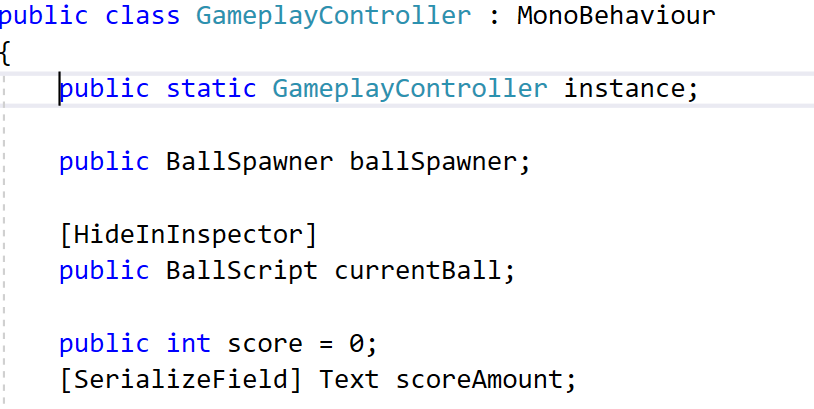 public class GameplayController : MonoBehaviour
{
public static GameplayController instance;
public BallSpawner ballSpawner;
[HideInInspector]
public BallScript currentBall;
public int score = 0;
[SerializeField] Text scoreAmount;